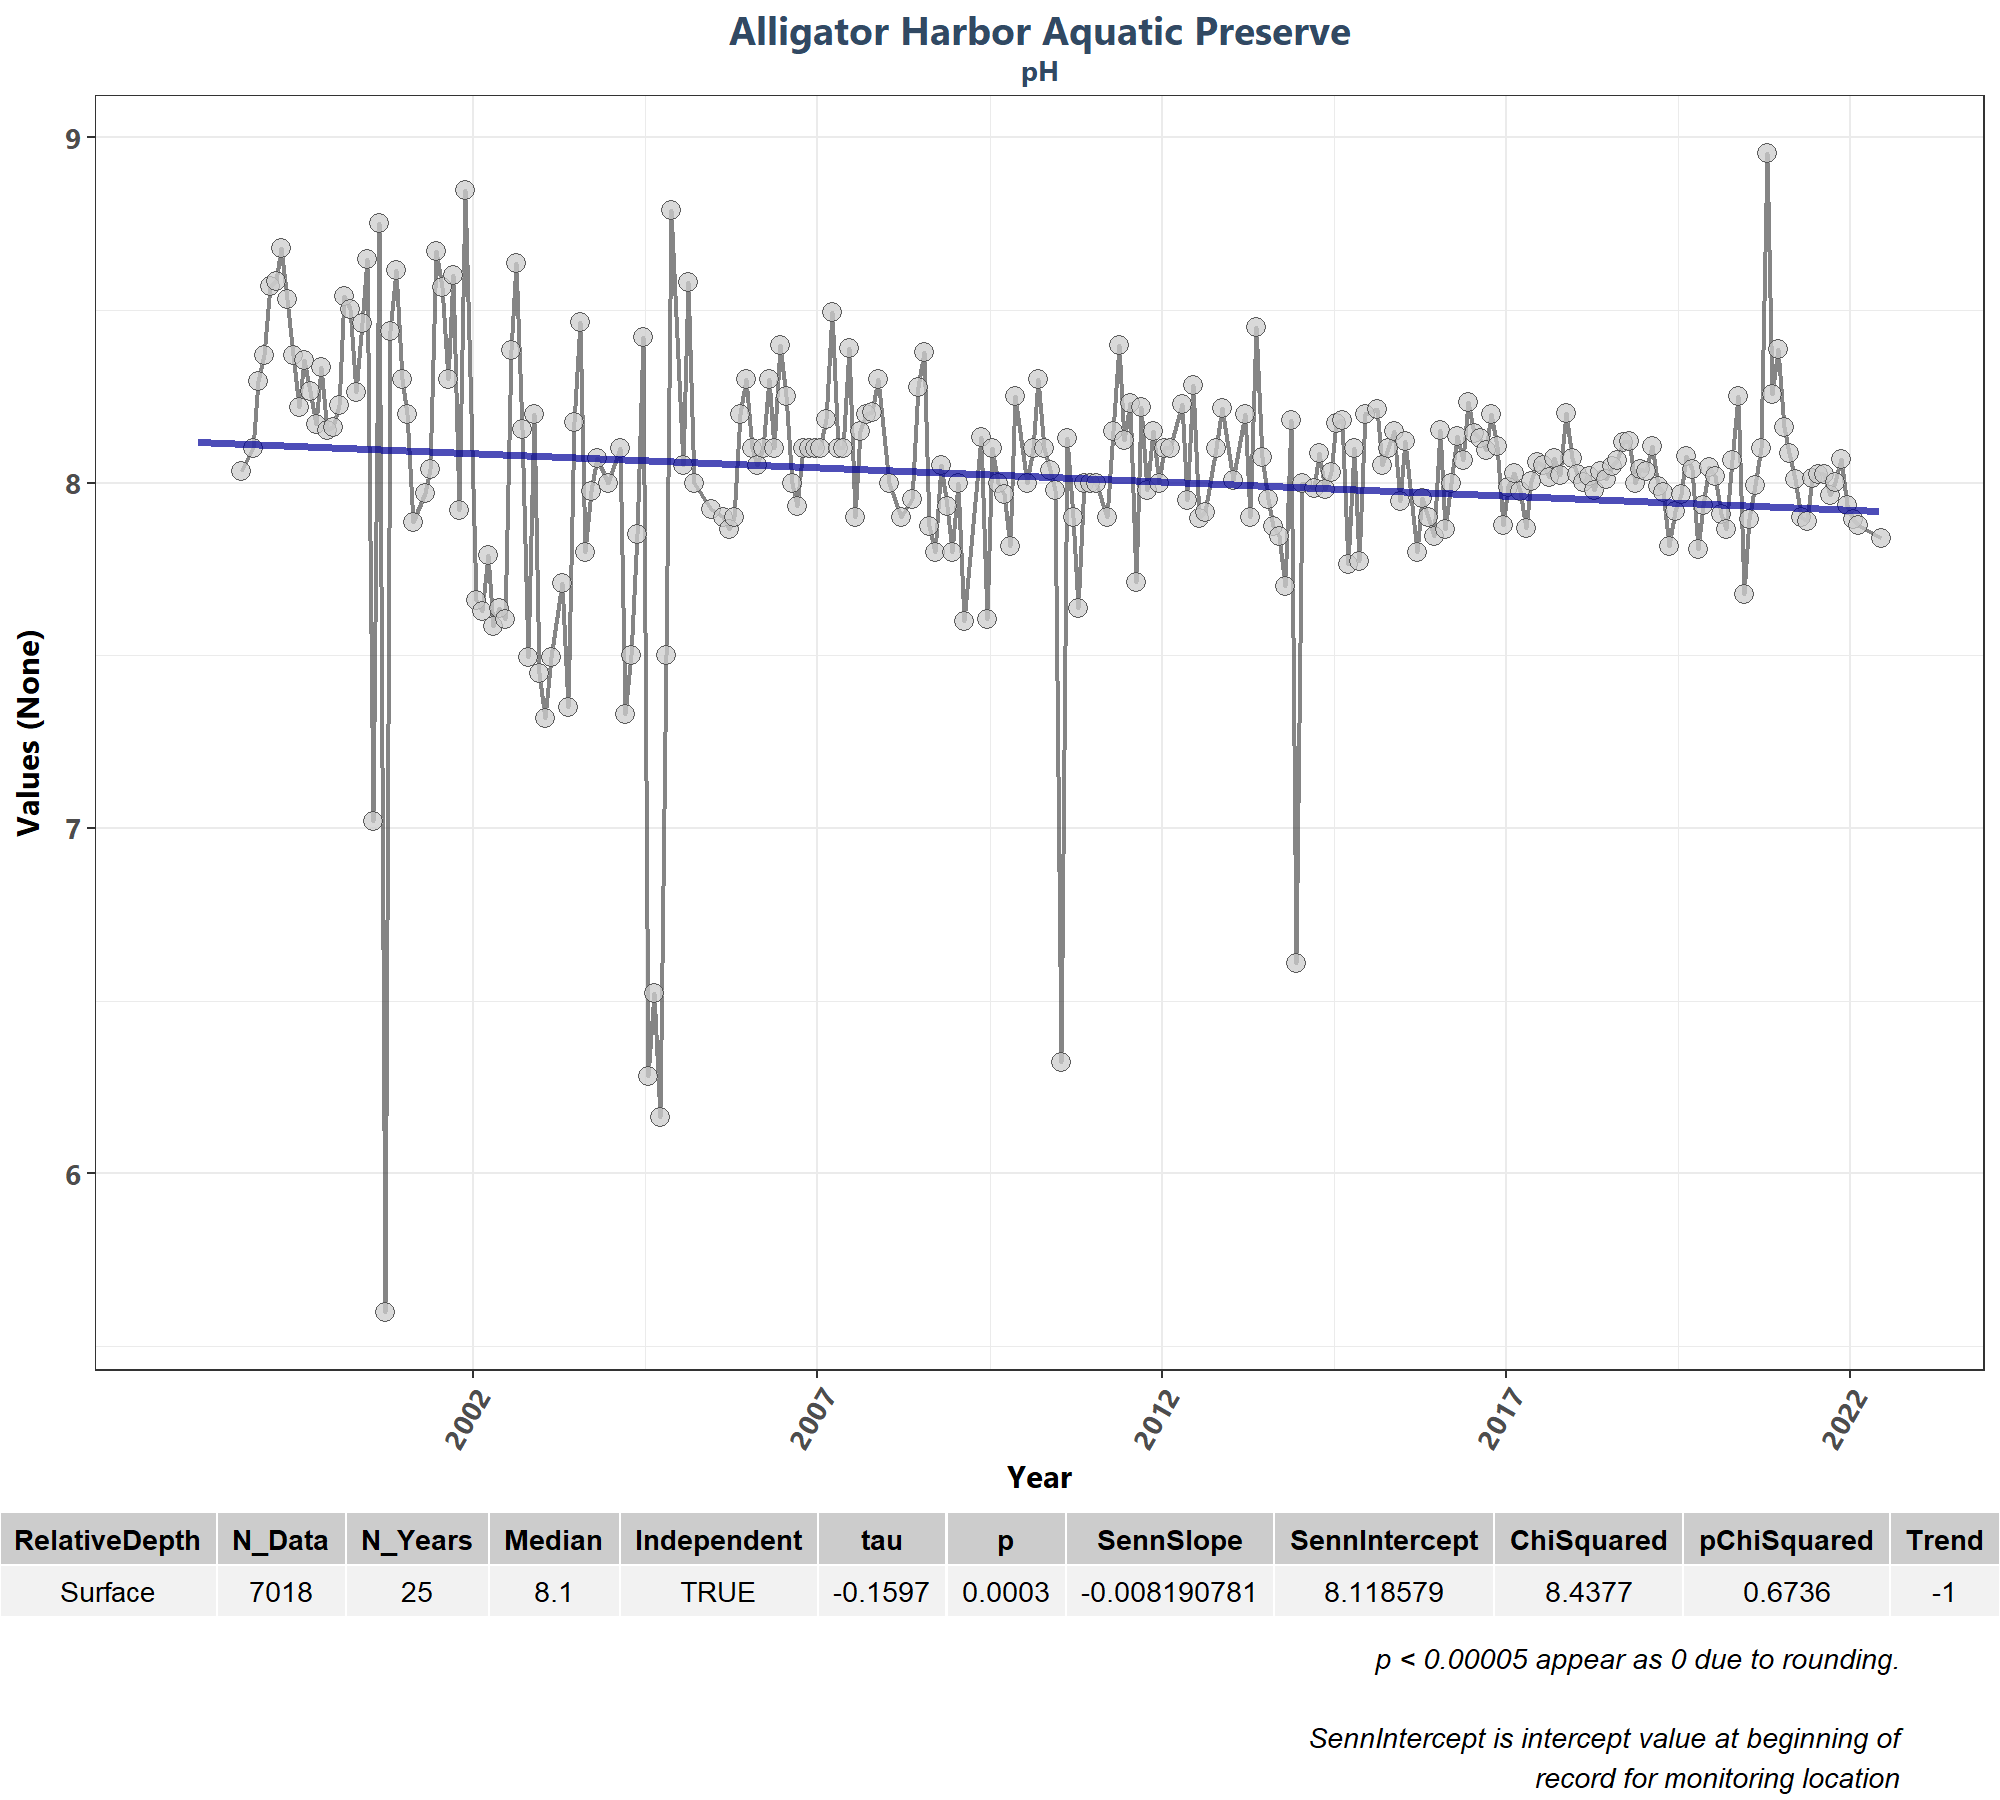 Alligator Harbor Aquatic Preserve
pH
9
8
7
6
Values (None)
2002 2007 2012 2017 2022
Year
RelativeDepth N_Data N_Years Median Independent tau p SennSlope SennIntercept ChiSquared pChiSquared Trend
Surface 7018 25 8.1 TRUE -0.1597 0.0003 -0.008190781 8.118579 8.4377 0.6736 -1
p < 0.00005 appear as 0 due to rounding.
SennIntercept is intercept value at beginning of
record for monitoring location